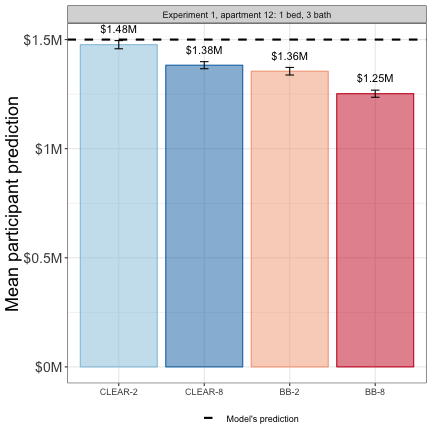 Experiment 1, apartment 12: 1 bed, 3 bath
Mean participant prediction
$1.5M
$1M
$0.5M
$0M
$1.48M
$1.38M
$1.36M
$1.25M
CLEAR-2
CLEAR-8
BB-2
BB-8
Model's prediction